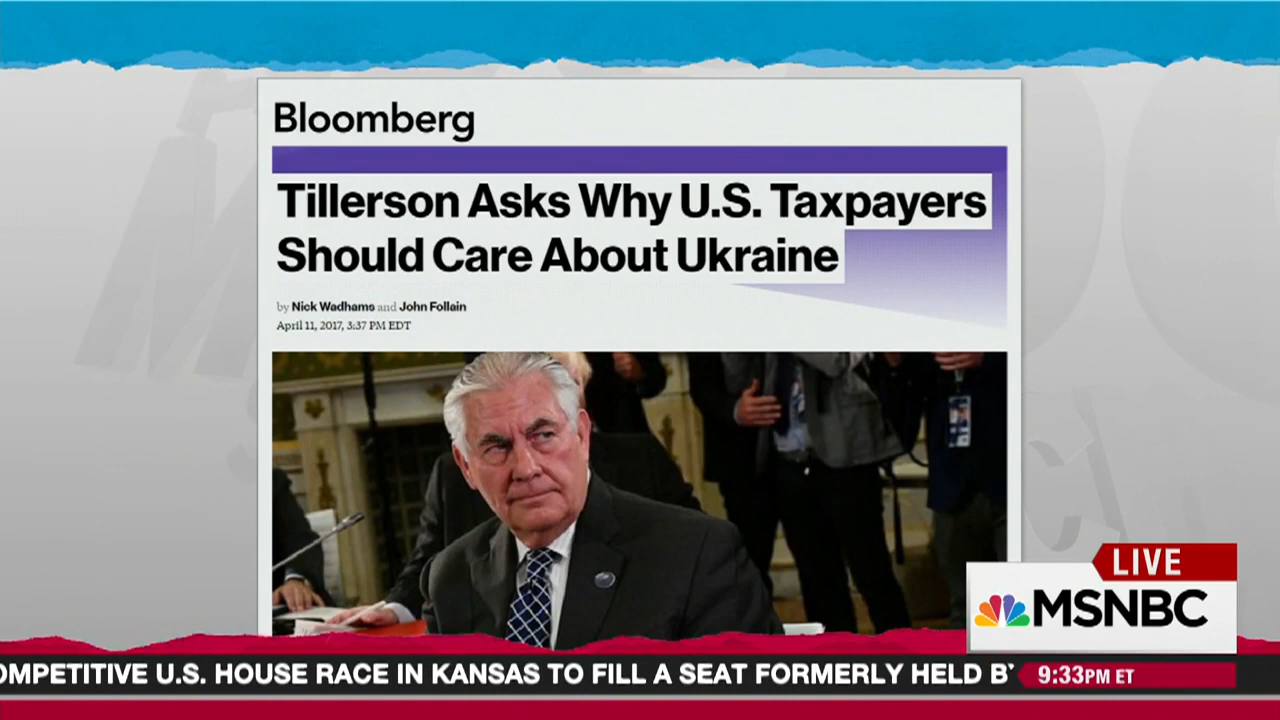 Bloomberg
Tillerson Asks Why U.S. Taxpayers
Should Care About Ukraine
by Nick Wadhams and John Follain
April 11, 2017, 3:37 PM EDT
LIVE
MSNBC
OMPETITIVE U.S. HOUSE RACE IN KANSAS TO FILL A SEAT FORMERLY HELD B
9:33PM ET